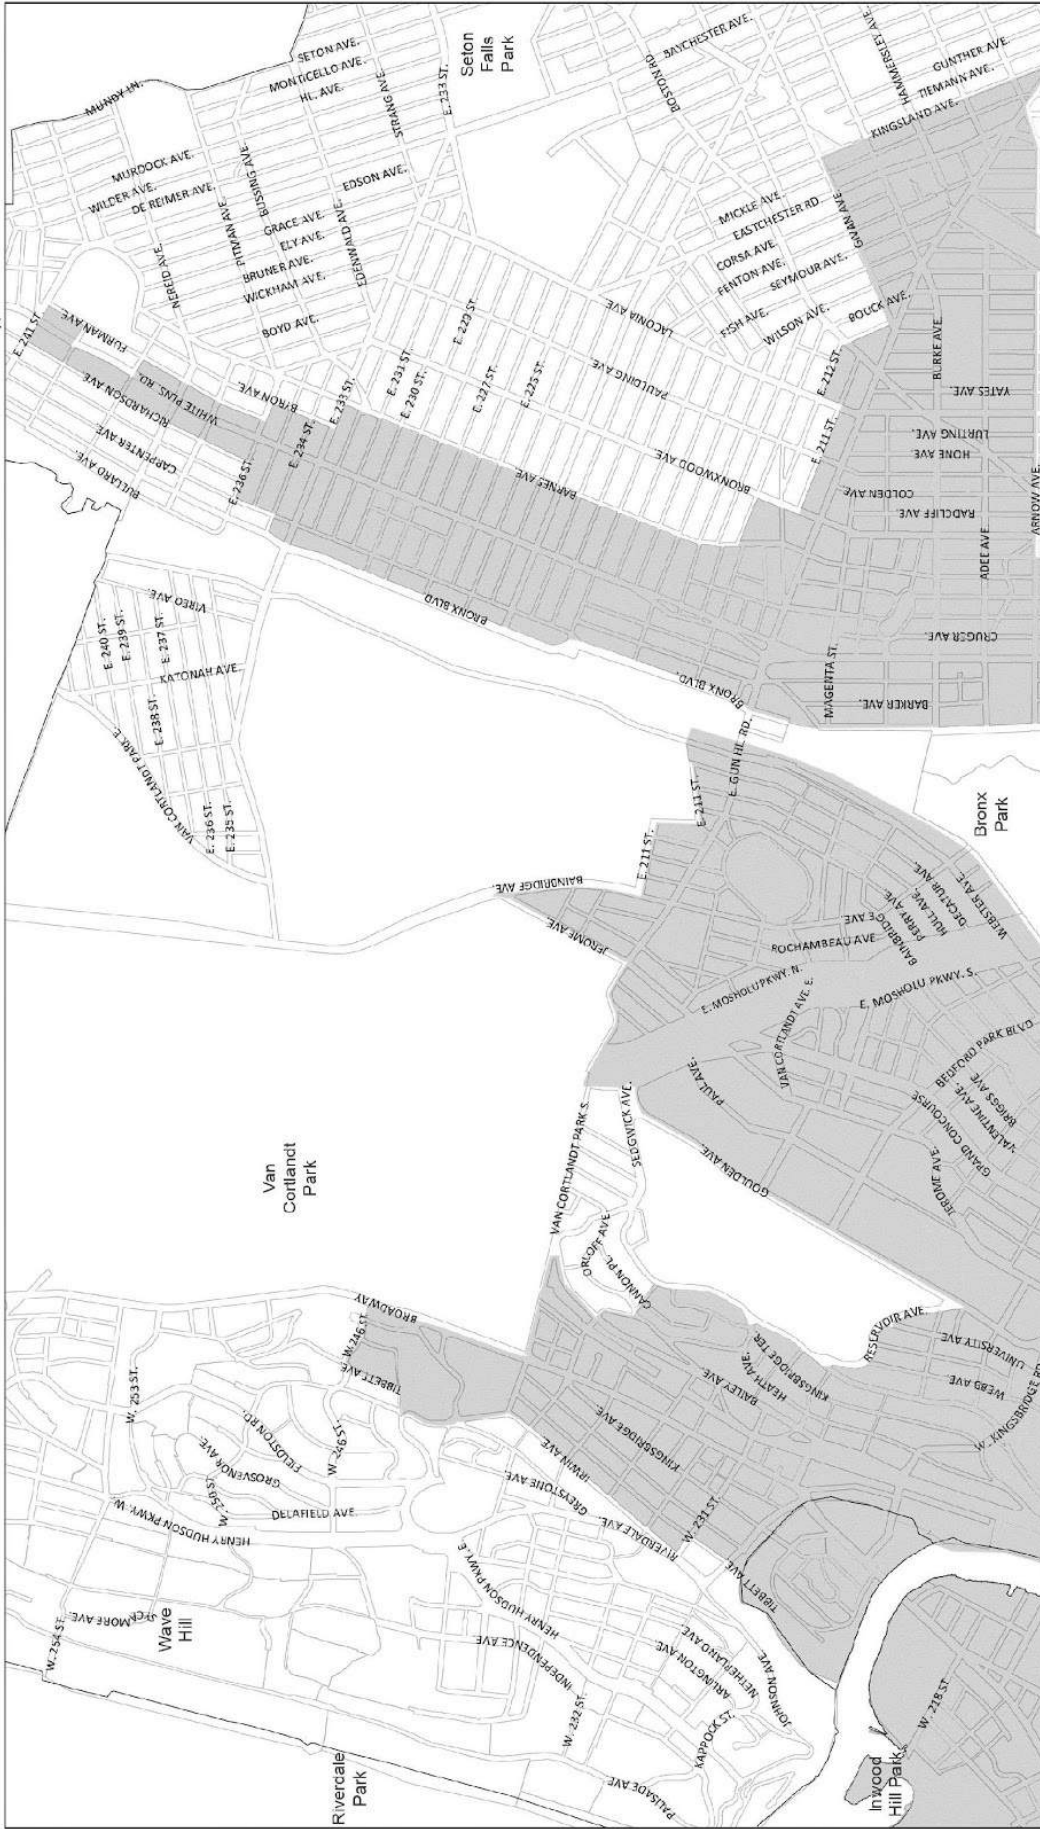 MUNDY LN.
SETON AVE.
MONTICELLO AVE.
HL. AVE.
STRANG AVE
E. 233 ST.
Seton
Falls
Park
BAYCHESTER AVE.
BOSTON RD
HAMMERSLEY AVE.
GUNTHER AVE.
TIEMANN AVE.
KINGSLAND AVE.
MURDOCK AVE.
WILDER AVE.
DE REIMER AVE.
BUSSING AVE.
PITMAN AVE.
NEREID AVE.
EDSON AVE.
GRACE AVE.
ELY AVE.
BRUNER AVE.
WICKHAM AVE.
BOYD AVE.
EDENWALD AVE.
MICKLE AVE.
EASTCHESTER RD
CORSA AVE.
FENTON AVE.
SEYMOUR AVE.
FISH AVE.
WILSON AVE.
GIVAN AVE.
BOUCK AVE.
E. 241 ST.
FURMAN AVE.
WHITE PLNS. RD.
RICHARDSON AVE.
CARPENTER AVE.
BULLARD AVE.
BYRON AVE.
E. 233 ST.
E. 234 ST.
E. 236 ST.
E. 231 ST.
E. 230 ST.
E. 229 ST.
E. 227 ST.
E. 225 ST.
LACONIA AVE.
PAULDING AVE.
BRONXWOOD AVE.
BARNES AVE
E. 212 ST.
E. 211 ST.
BURKE AVE.
YATES AVE.
LURTING AVE.
HONE AVE.
COLDEN AVE.
RADCLIFF AVE.
ADEE AVE.
ARNOW AVE.
CRUGER AVE.
BARKER AVE.
MAGENTA ST.
BRONX BLVD
BRONX BLVD.
VIREO AVE.
E. 240 ST.
E. 239 ST.
E. 237 ST.
KATONAH AVE.
E. 238 ST.
VAN CORTLANDT PARK E.
E. 236 ST.
E. 235 ST.
E. GUN HL. RD.
E. 211 ST.
E. 211 ST.
Bronx
Park
BAINBRIDGE AVE.
JEROME AVE.
WEBSTER AVE.
DECATUR AVE.
HULL AVE.
PERRY AVE.
BAINBRIDGE AVE
ROCHAMBEAU AVE.
E. MOSHOLU PKWY. N.
E. MOSHOLU PKWY. S.
VAN CORTLANDT AVE. E.
PAUL AVE.
BEDFORD PARK BLVD
BRIGGS AVE
VALENTINE AVE.
GRAND CONCOURSE
JEROME AVE.
GOULDEN AVE.
Van
Cortlandt
Park
VAN CORTLANDT PARK S.
SEDGWICK AVE.
ORLOFF AVE.
CANNON PL.
RESERVOIR AVE.
UNIVERSITY AVE
WEBB AVE
W. KINGSBRIDGE RD
KINGSBRIDGE TER.
HEATH AVE.
BAILEY AVE.
KINGSBRIDGE AVE.
BROADWAY
W. 246 ST.
TIBBETT AVE.
W. 253 ST.
FIELDSTON RD.
GROSVENOR AVE.
W. 246 ST.
W. 250 ST.
DELAFIELD AVE.
HENRY HUDSON PKWY. W.
IRWIN AVE.
GREYSTONE AVE.
RIVERDALE AVE.
W. 231 ST.
TIBBETT AVE.
HENRY HUDSON PKWY. E
INDEPENDENCE AVE
W. 254 ST.
SYCAMORE AVE.
Wave
Hill
ARLINGTON AVE
NETHERLAND AVE.
JOHNSON AVE.
KAPPOCK ST.
W. 232 ST.
PALISADE AVE
Riverdale
Park
W. 218 ST.
Inwood
Hill Park